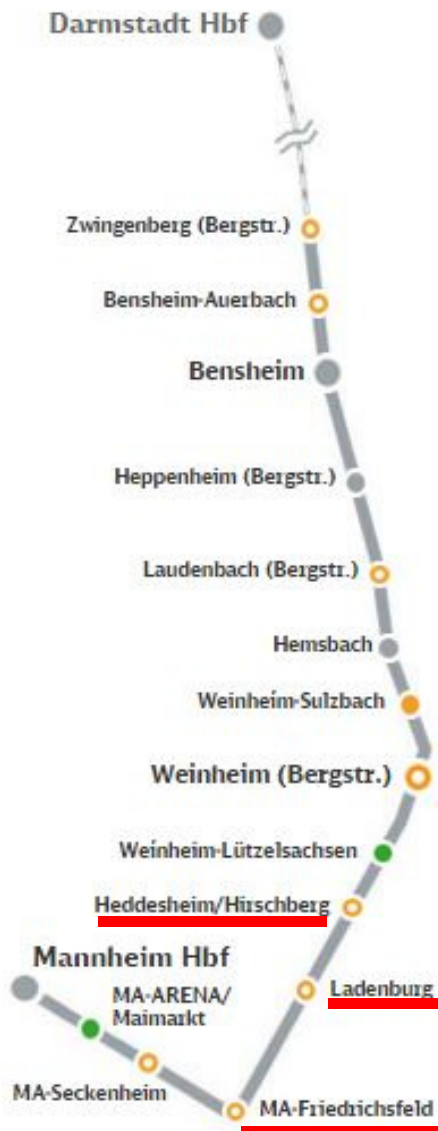 Darmstadt Hbf
Zwingenberg (Bergstr.)
Bensheim-Auerbach
Bensheim
Heppenheim (Bergstr.)
Laudenbach (Bergstr.)
Hemsbach
Weinheim-Sulzbach
Weinheim (Bergstr.)
Weinheim-Lützelsachsen
Heddesheim/Hirschberg
Mannheim Hbf
Ladenburg
MA-ARENA/
Maimarkt
MA-Seckenheim
MA-Friedrichsfeld